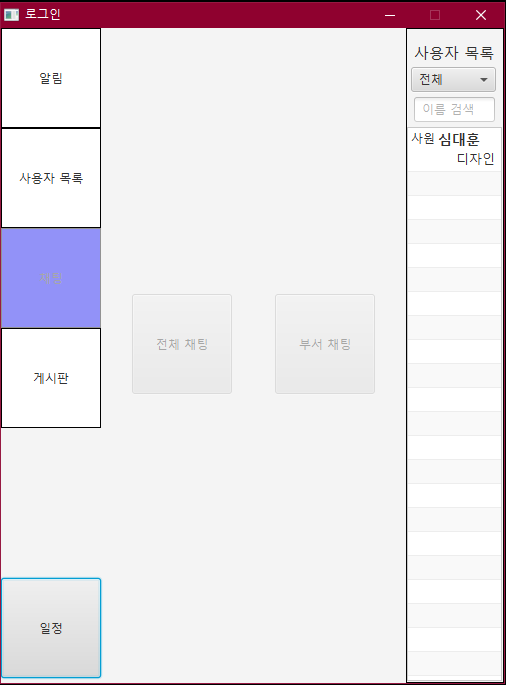 로그인
알림
사용자 목록
채팅
게시판
일정
전체 채팅
부서 채팅
사용자 목록
전체
이름 검색
사원 심대훈
디자인